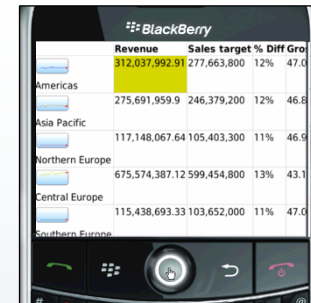 BlackBerry
Revenue Sales target % Diff Gros
312,037,992.91 277,663,800 12% 47.0
Americas
275,691,959.9 246,379,200 12% 46.8
Asia Pacific
117,148,067.64 105,403,300 11% 46.9
Northern Europe
675,574,387.12 599,454,800 13% 43.1
Central Europe
115,438,693.33 103,652,000 11% 47.0
Southern Europe
# @